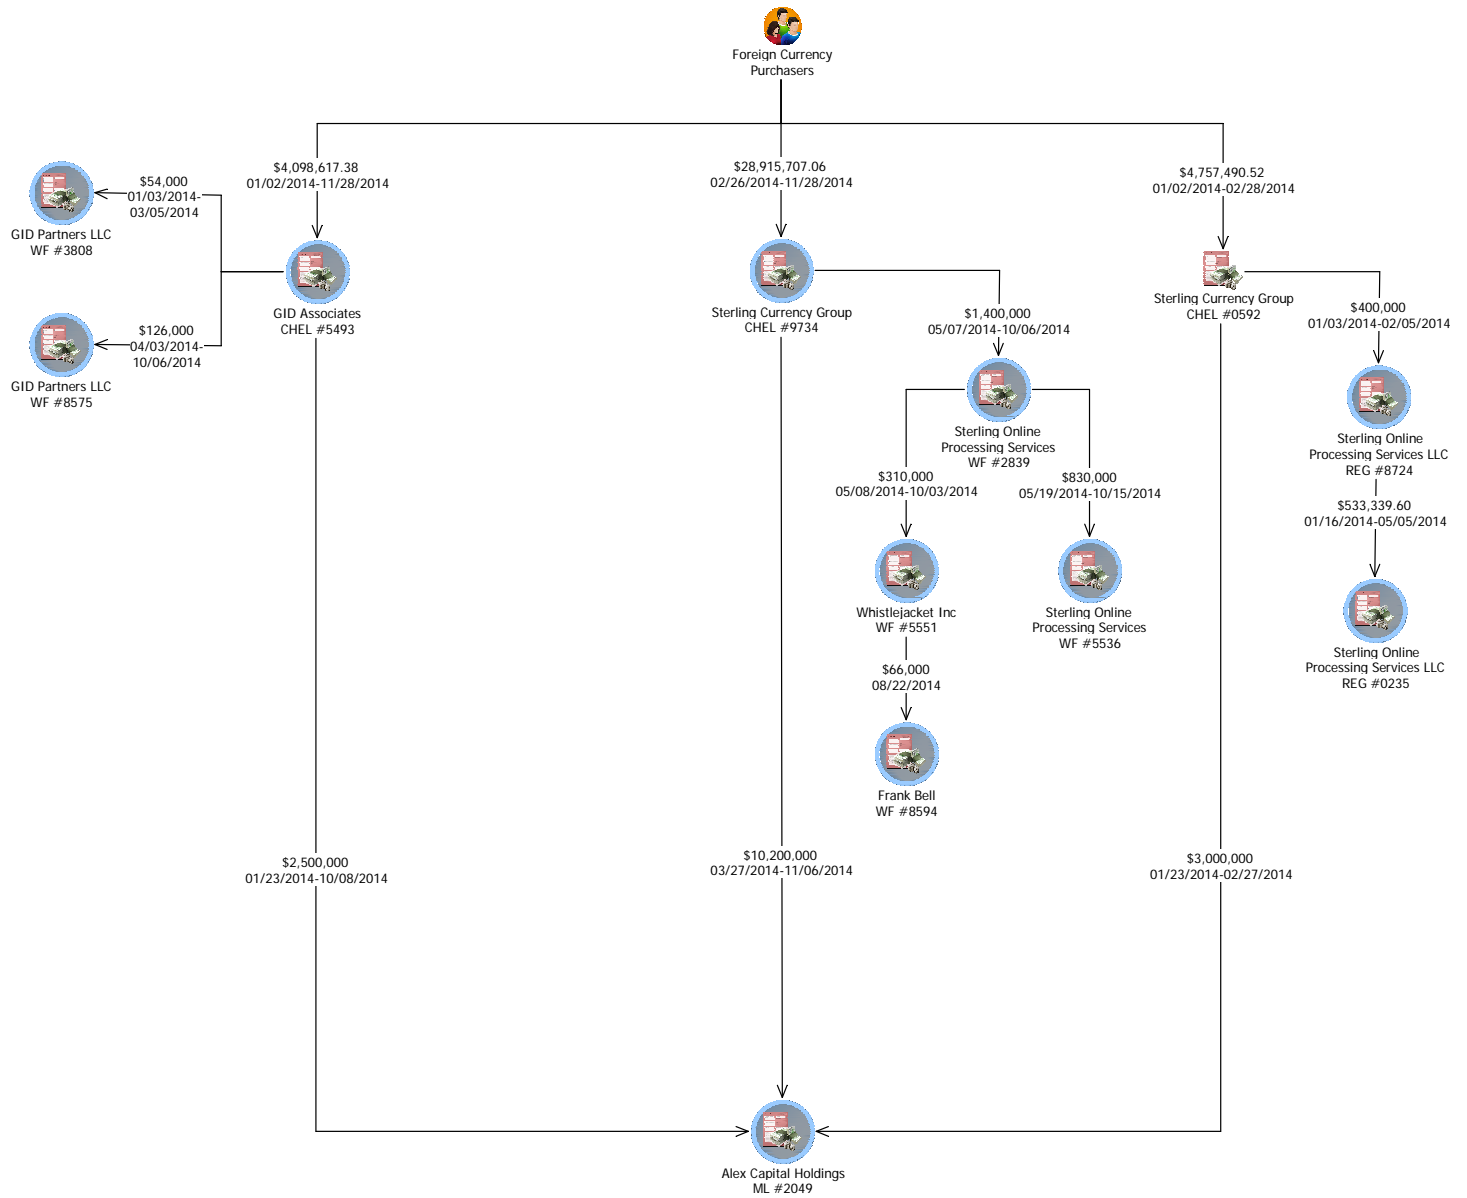 Foreign Currency
Purchasers
$4,098,617.38
01/02/2014-11/28/2014
$28,915,707.06
02/26/2014-11/28/2014
$4,757,490.52
01/02/2014-02/28/2014
$54,000
01/03/2014-
03/05/2014
GID Partners LLC
WF #3808
$126,000
04/03/2014-
10/06/2014
GID Partners LLC
WF #8575
GID Associates
CHEL #5493
Sterling Currency Group
CHEL #9734
Sterling Currency Group
CHEL #0592
$1,400,000
05/07/2014-10/06/2014
$400,000
01/03/2014-02/05/2014
Sterling Online
Processing Services
WF #2839
Sterling Online
Processing Services LLC
REG #8724
$310,000
05/08/2014-10/03/2014
$830,000
05/19/2014-10/15/2014
$533,339.60
01/16/2014-05/05/2014
Whistlejacket Inc
WF #5551
Sterling Online
Processing Services
WF #5536
Sterling Online
Processing Services LLC
REG #0235
$66,000
08/22/2014
Frank Bell
WF #8594
$2,500,000
01/23/2014-10/08/2014
$10,200,000
03/27/2014-11/06/2014
$3,000,000
01/23/2014-02/27/2014
Alex Capital Holdings
ML #2049